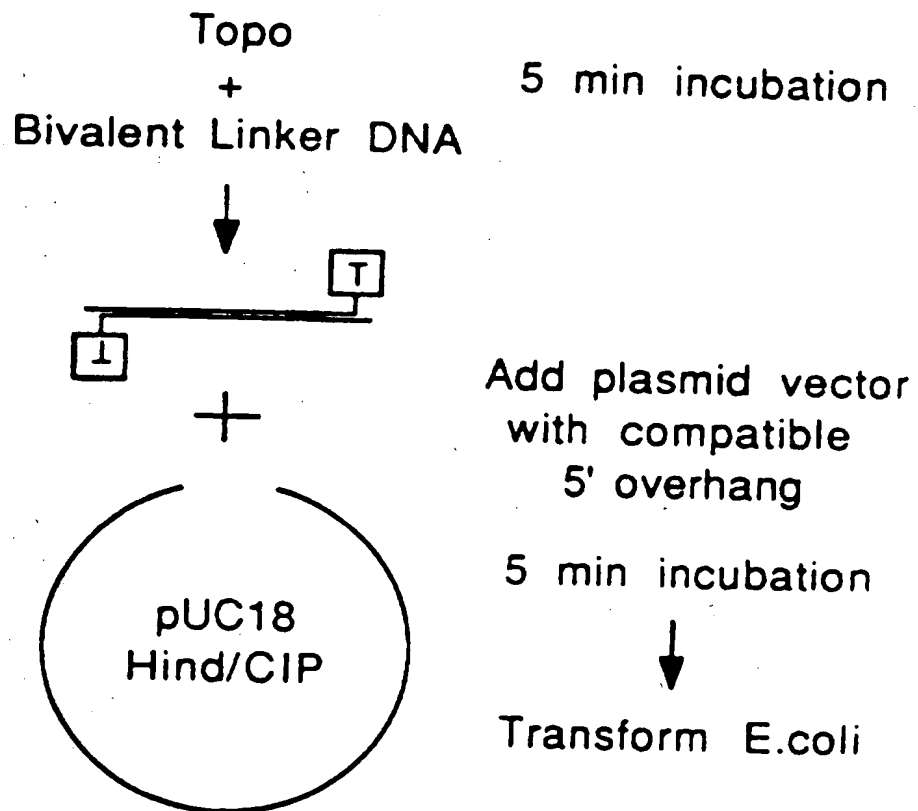 Topo
+
Bivalent Linker DNA
5 min incubation
T
T
+
Add plasmid vector
with compatible
5' overhang
pUC18
Hind/CIP
5 min incubation
Transform E.coli